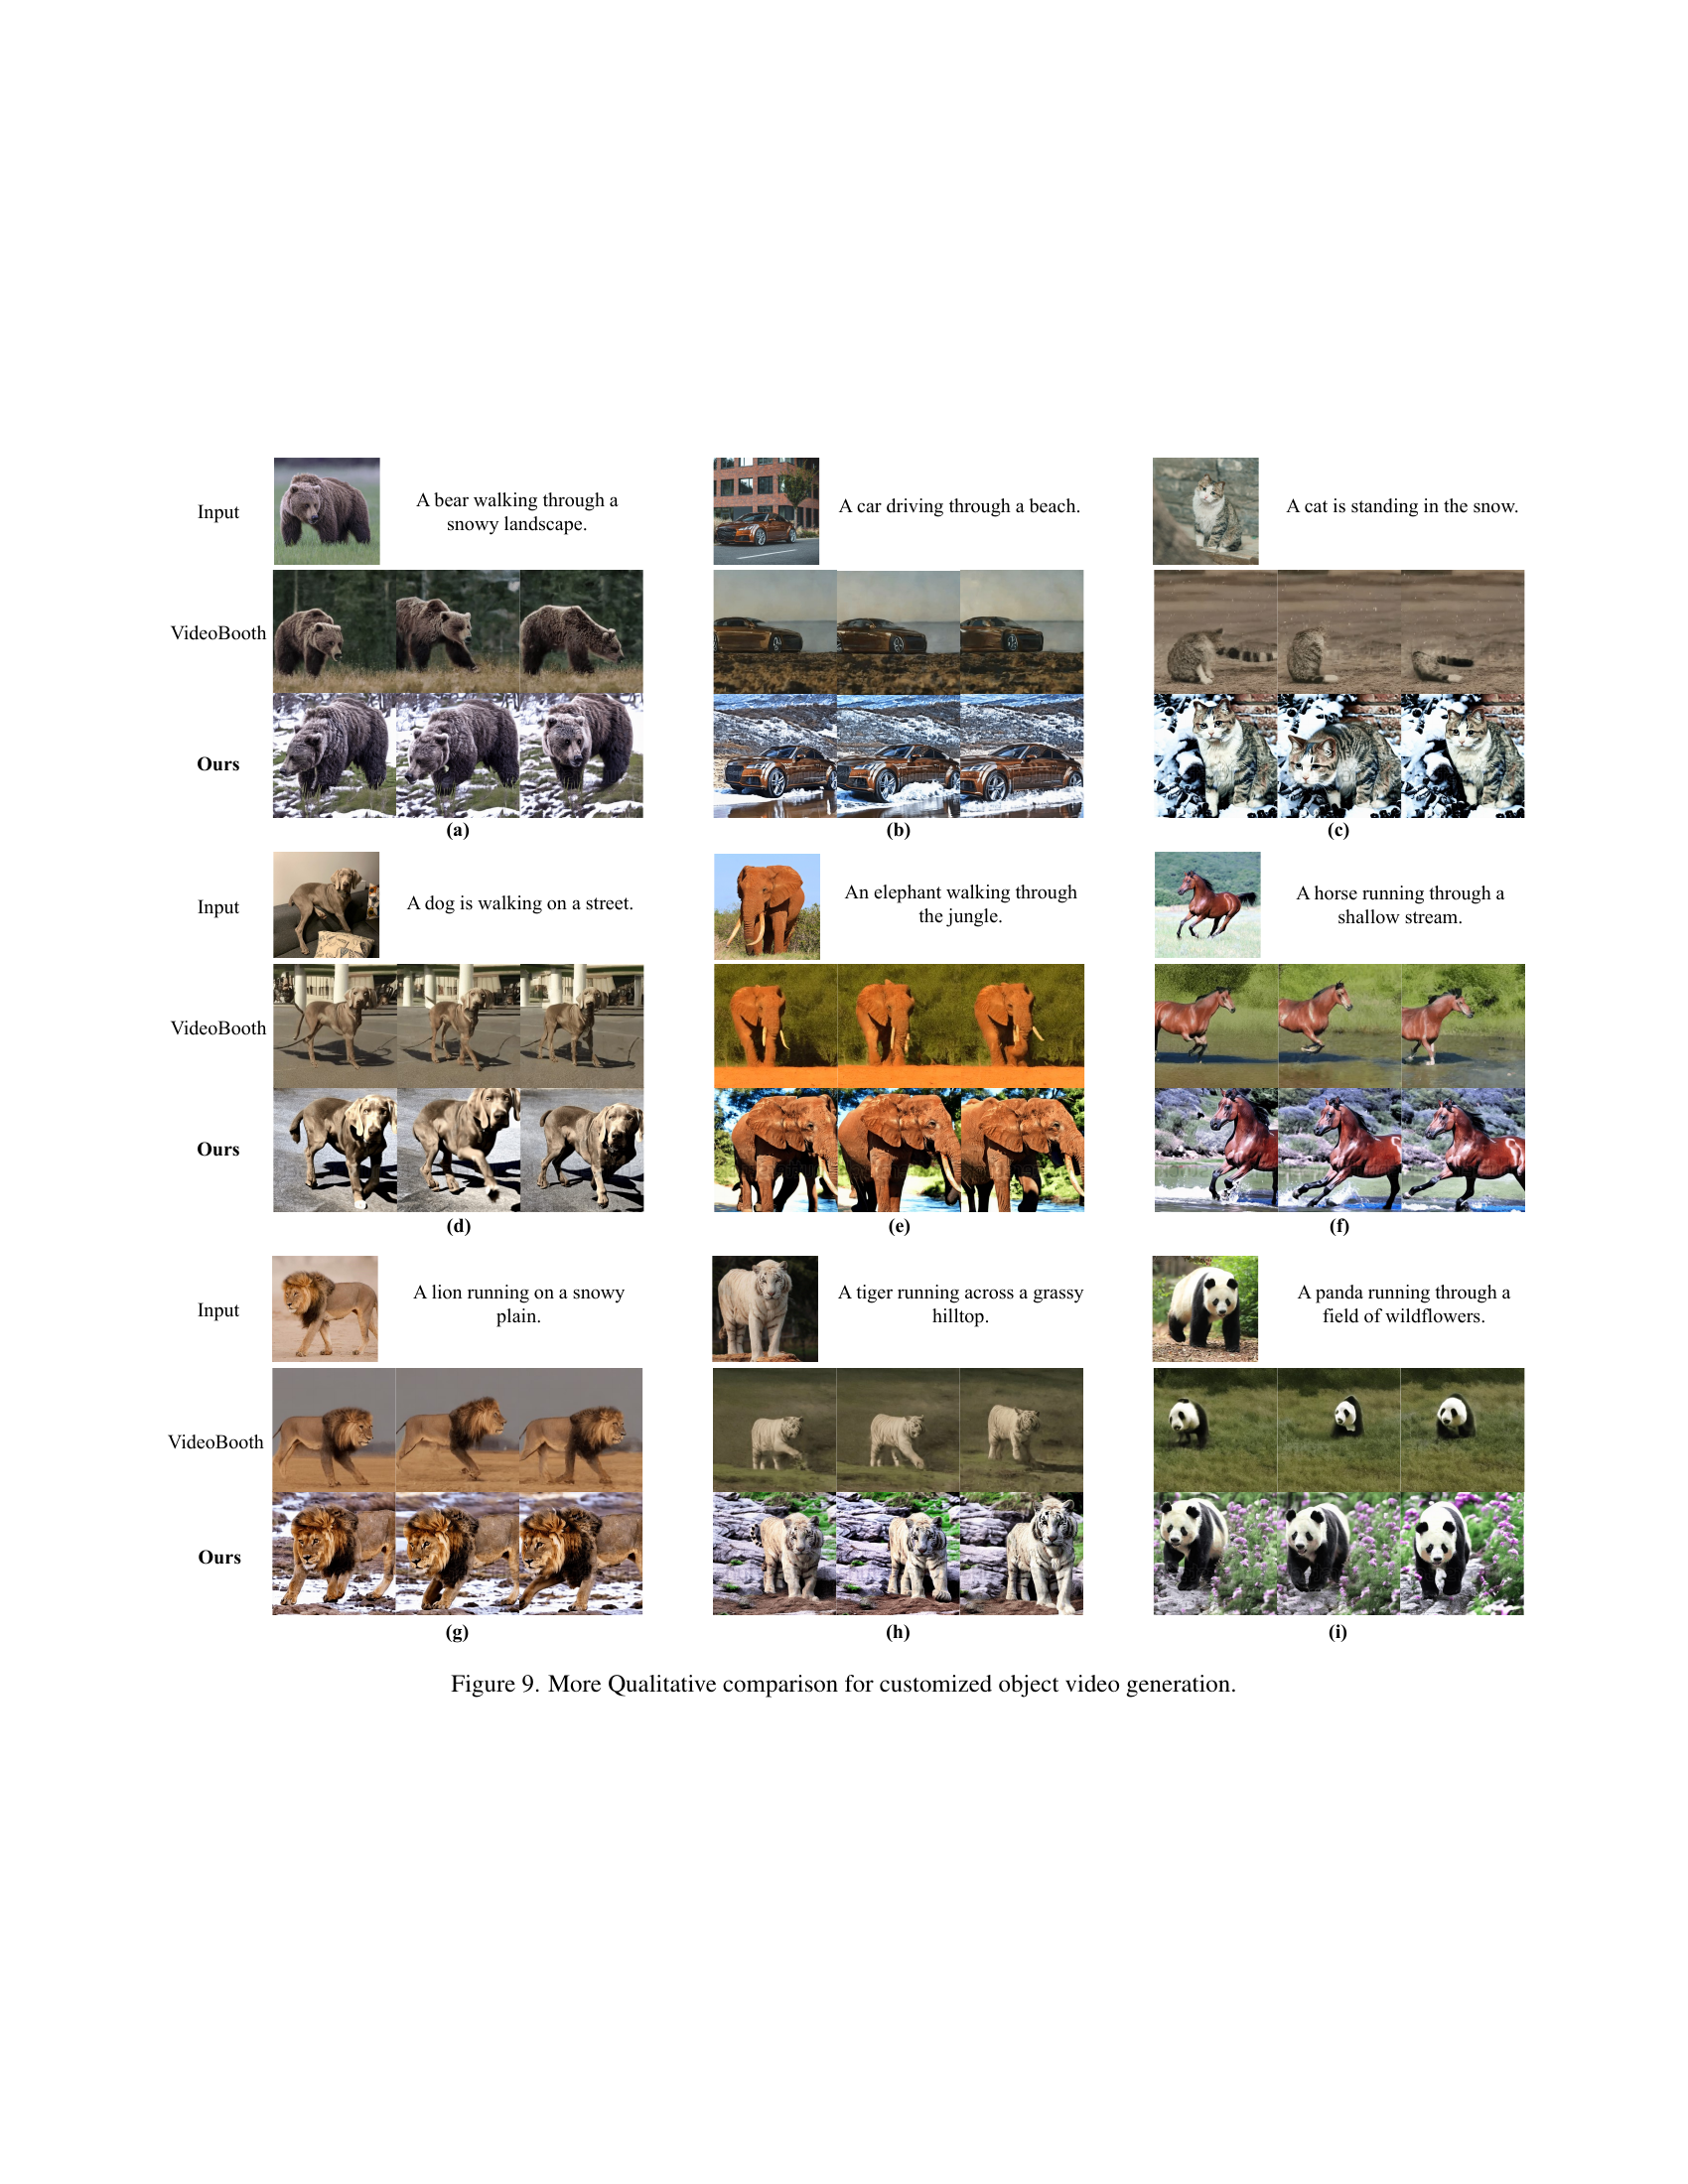 Input
A bear walking through a
snowy landscape.
A car driving through a beach.
A cat is standing in the snow.
VideoBooth
Ours
(a)
(b)
(c)
Input
A dog is walking on a street.
An elephant walking through
the jungle.
A horse running through a
shallow stream.
VideoBooth
Ours
(d)
(e)
(f)
Input
A lion running on a snowy
plain.
A tiger running across a grassy
hilltop.
A panda running through a
field of wildflowers.
VideoBooth
Ours
(g)
(h)
(i)
Figure 9. More Qualitative comparison for customized object video generation.